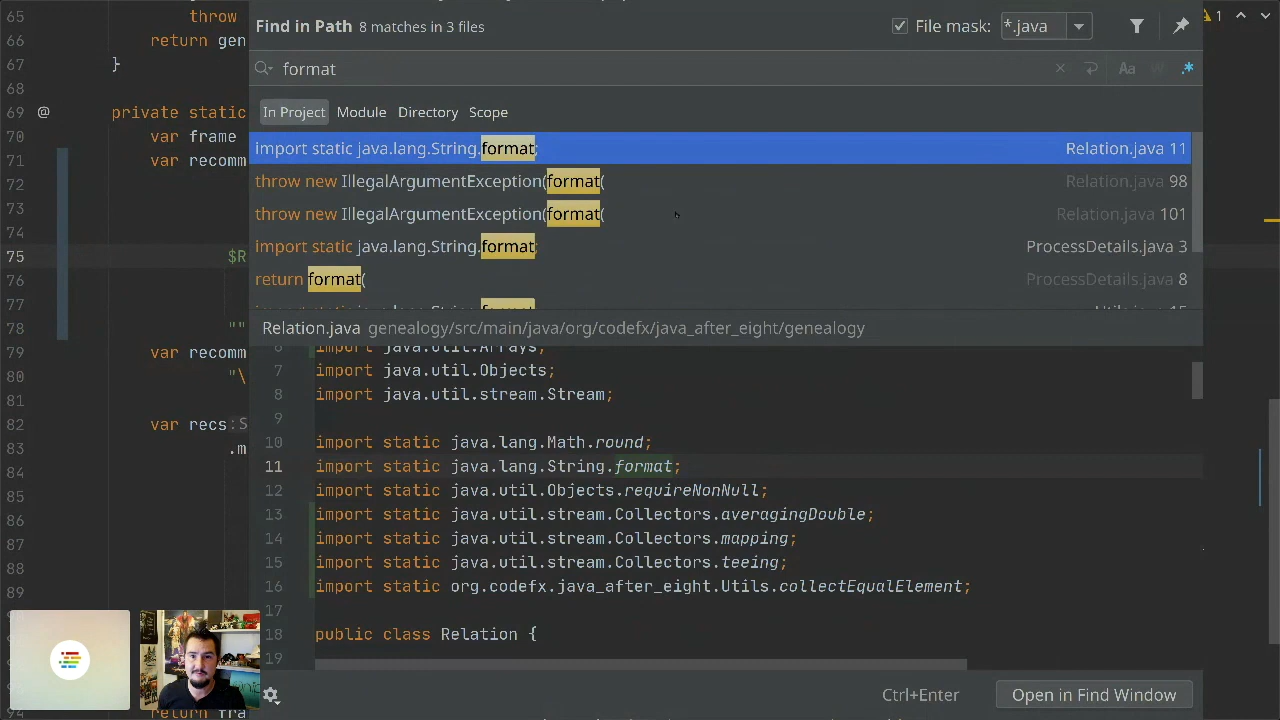 65
throw
66 return gen
67 }
68
69 @ private static
70 var frame
71 var recomm
72
73
74
75 $R
76
77
78 ""
79 var recomm
80 "\
81
82 var recs : S
83 .m
84
85
86
87
88
89
return fra
1
Find in Path 8 matches in 3 files File mask: *.java
format Aa
In Project Module Directory Scope
import static java.lang.String.format; Relation.java 11
throw new IllegalArgumentException(format( Relation.java 98
throw new IllegalArgumentException(format( Relation.java 101
import static java.lang.String.format; ProcessDetails.java 3
return format( ProcessDetails.java 8
Relation.java genealogy/src/main/java/org/codefx/java_after_eight/genealogy
6 import java.util.Arrays;
7 import java.util.Objects;
8 import java.util.stream.Stream;
9
10 import static java.lang.Math.round;
11 import static java.lang.String.format;
12 import static java.util.Objects.requireNonNull;
13 import static java.util.stream.Collectors.averagingDouble;
14 import static java.util.stream.Collectors.mapping;
15 import static java.util.stream.Collectors.teeing;
16 import static org.codefx.java_after_eight.Utils.collectEqualElement;
17
18 public class Relation {
19
Ctrl+Enter Open in Find Window